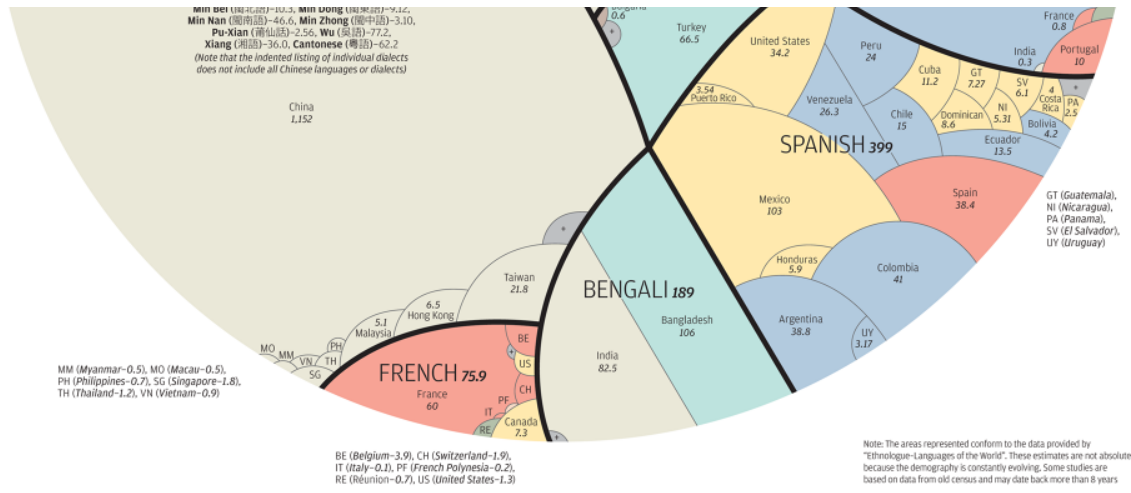 Min Bei (閩北語)–10.3, Min Dong (閩東語)–9.12,
Min Nan (閩南語)–46.6, Min Zhong (閩中語)–3.10,
Pu-Xian (莆仙話)–2.56, Wu (吳語)–77.2,
Xiang (湘語)–36.0, Cantonese (粵語)–62.2
(Note that the indented listing of individual dialects
does not include all Chinese languages or dialects)
China
1,152
Taiwan
21.8
6.5
Hong Kong
5.1
Malaysia
PH
TH
VN
SG
MM
MO
MM (Myanmar–0.5), MO (Macau–0.5),
PH (Philippines–0.7), SG (Singapore–1.8),
TH (Thailand–1.2), VN (Vietnam–0.9)
FRENCH 75.9
France
60
BE
+
US
CH
PF
IT
RE
Canada
7.3
BE (Belgium–3.9), CH (Switzerland–1.9),
IT (Italy–0.1), PF (French Polynesia–0.2),
RE (Réunion–0.7), US (United States–1.3)
BENGALI 189
India
82.5
Bangladesh
106
+
+
0.6
Turkey
66.5
SPANISH 399
United States
34.2
3.54
Puerto Rico
Mexico
103
Honduras
5.9
Venezuela
26.3
Peru
24
Chile
15
Cuba
11.2
Dominican
8.6
GT
7.27
NI
5.31
SV
6.1
4
Costa
Rica
PA
2.5
Bolivia
4.2
Ecuador
13.5
Spain
38.4
Colombia
41
Argentina
38.8
UY
3.17
France
0.8
India
0.3
Portugal
10
GT (Guatemala),
NI (Nicaragua),
PA (Panama),
SV (El Salvador),
UY (Uruguay)
Note: The areas represented conform to the data provided by
"Ethnologue-Languages of the World". These estimates are not absolute
because the demography is constantly evolving. Some studies are
based on data from old census and may date back more than 8 years